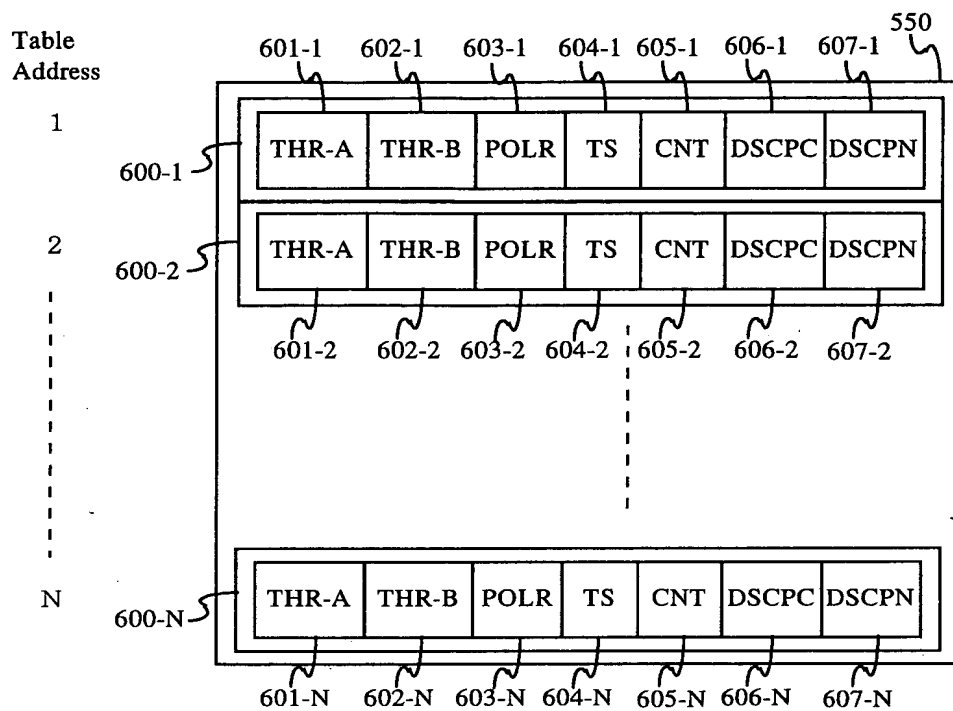 550
Table
Address
601-1 602-1 603-1 604-1 605-1 606-1 607-1
1
THR-A THR-B POLR TS CNT DSCPC DSCPN
600-1
2
THR-A THR-B POLR TS CNT DSCPC DSCPN
600-2
601-2 602-2 603-2 604-2 605-2 606-2 607-2
N
THR-A THR-B POLR TS CNT DSCPC DSCPN
600-N
601-N 602-N 603-N 604-N 605-N 606-N 607-N